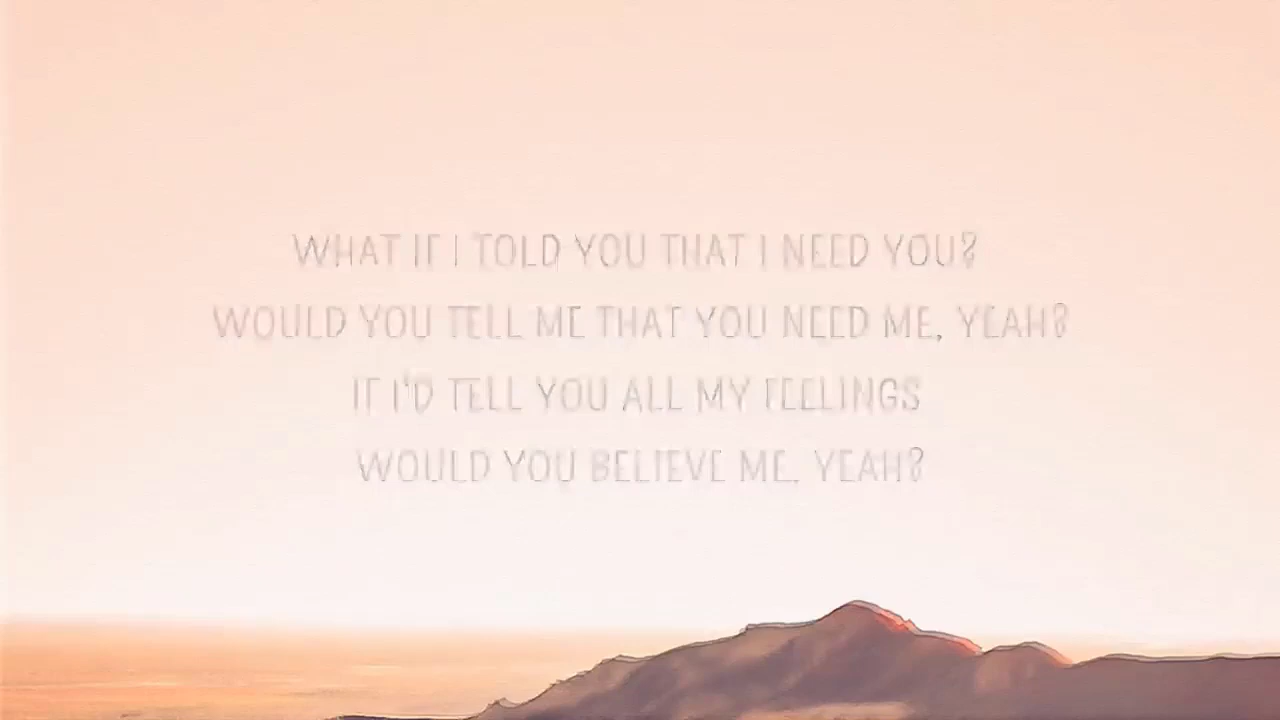 WHAT IF I TOLD YOU THAT I NEED YOU?
WOULD YOU TELL ME THAT YOU NEED ME, YEAH?
IF I'D TELL YOU ALL MY FEELINGS
WOULD YOU BELIEVE ME, YEAH?